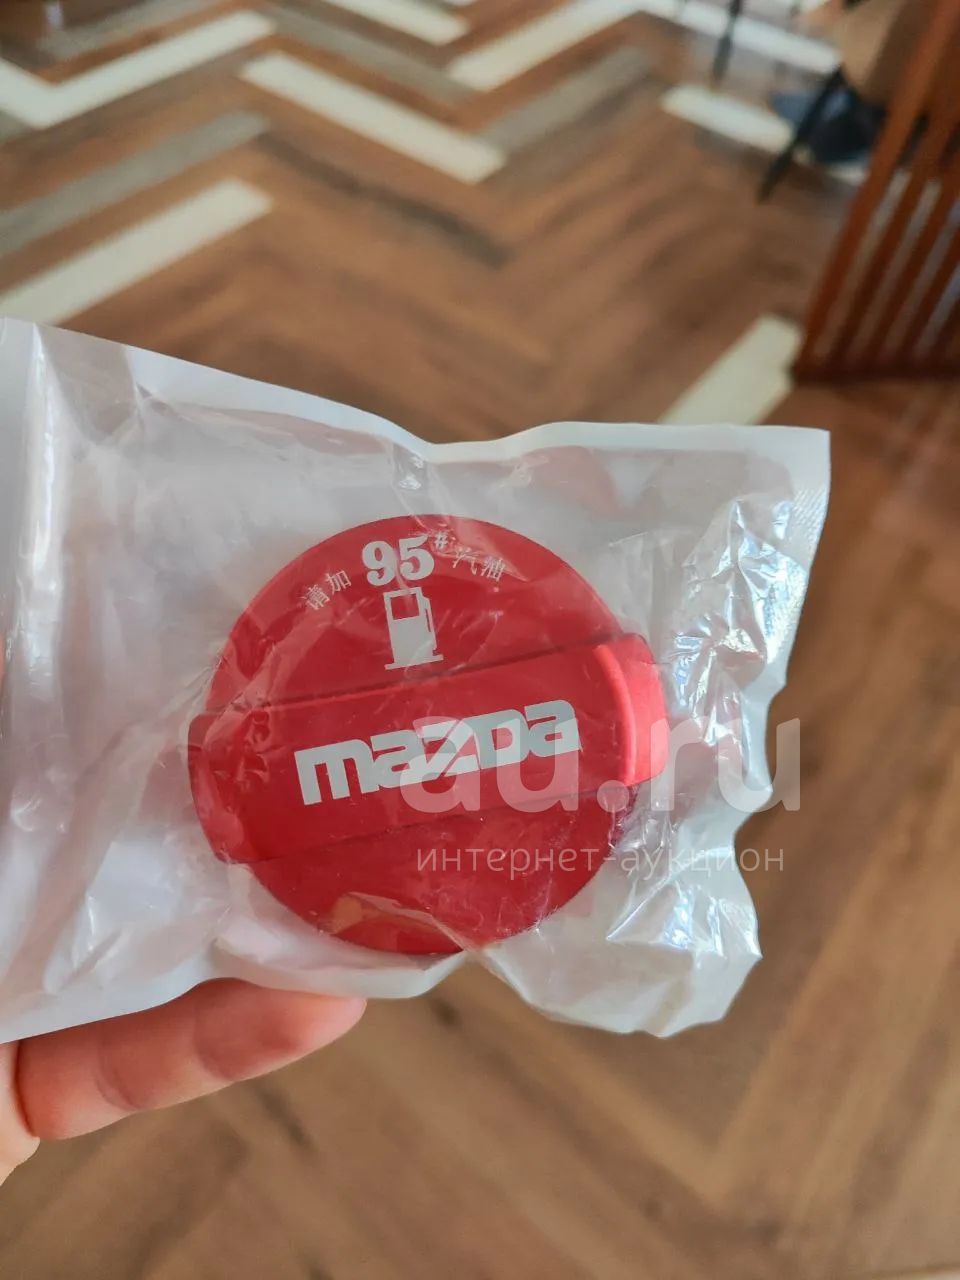 请加 95# 汽油
mazda
au.ru
интернет-аукцион